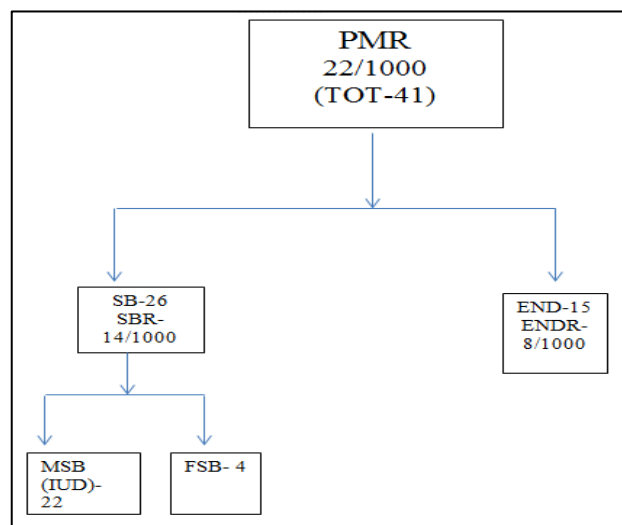 PMR
22/1000
(TOT-41)
SB-26
SBR-
14/1000
END-15
ENDR-
8/1000
MSB
(IUD)-
22
FSB- 4